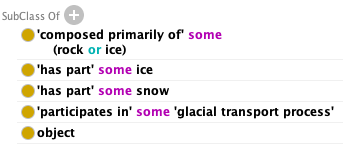 SubClass Of
'composed primarily of' some
(rock or ice)
'has part' some ice
'has part' some snow
'participates in' some 'glacial transport process'
object